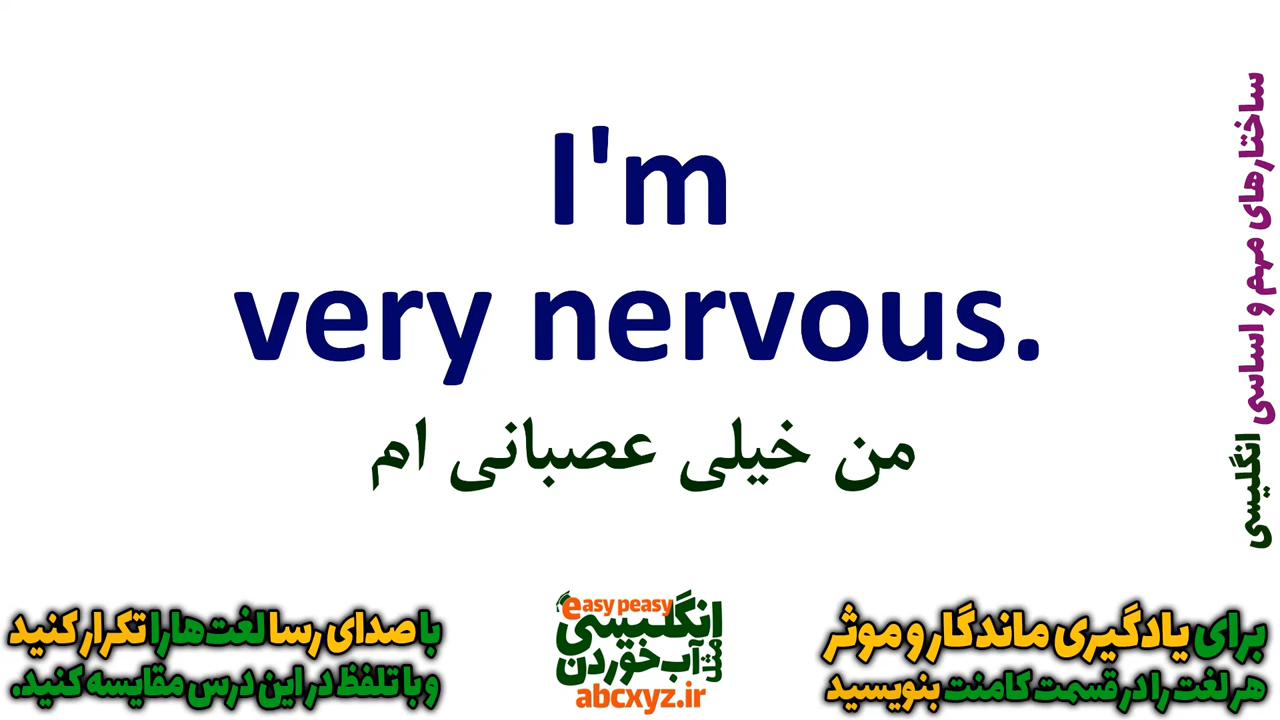 I'm
very nervous.
من خیلی عصبانی ام
ساختارهای مهم و اساسی انگلیسی
برای یادگیری ماندگار و موثر
هر لغت را در قسمت کامنت بنویسید
easy peasy
انگلیسی
مثل آب خوردن
abcxyz.ir
با صدای رسا لغت‌ها را تکرار کنید
و با تلفظ در این درس مقایسه کنید.